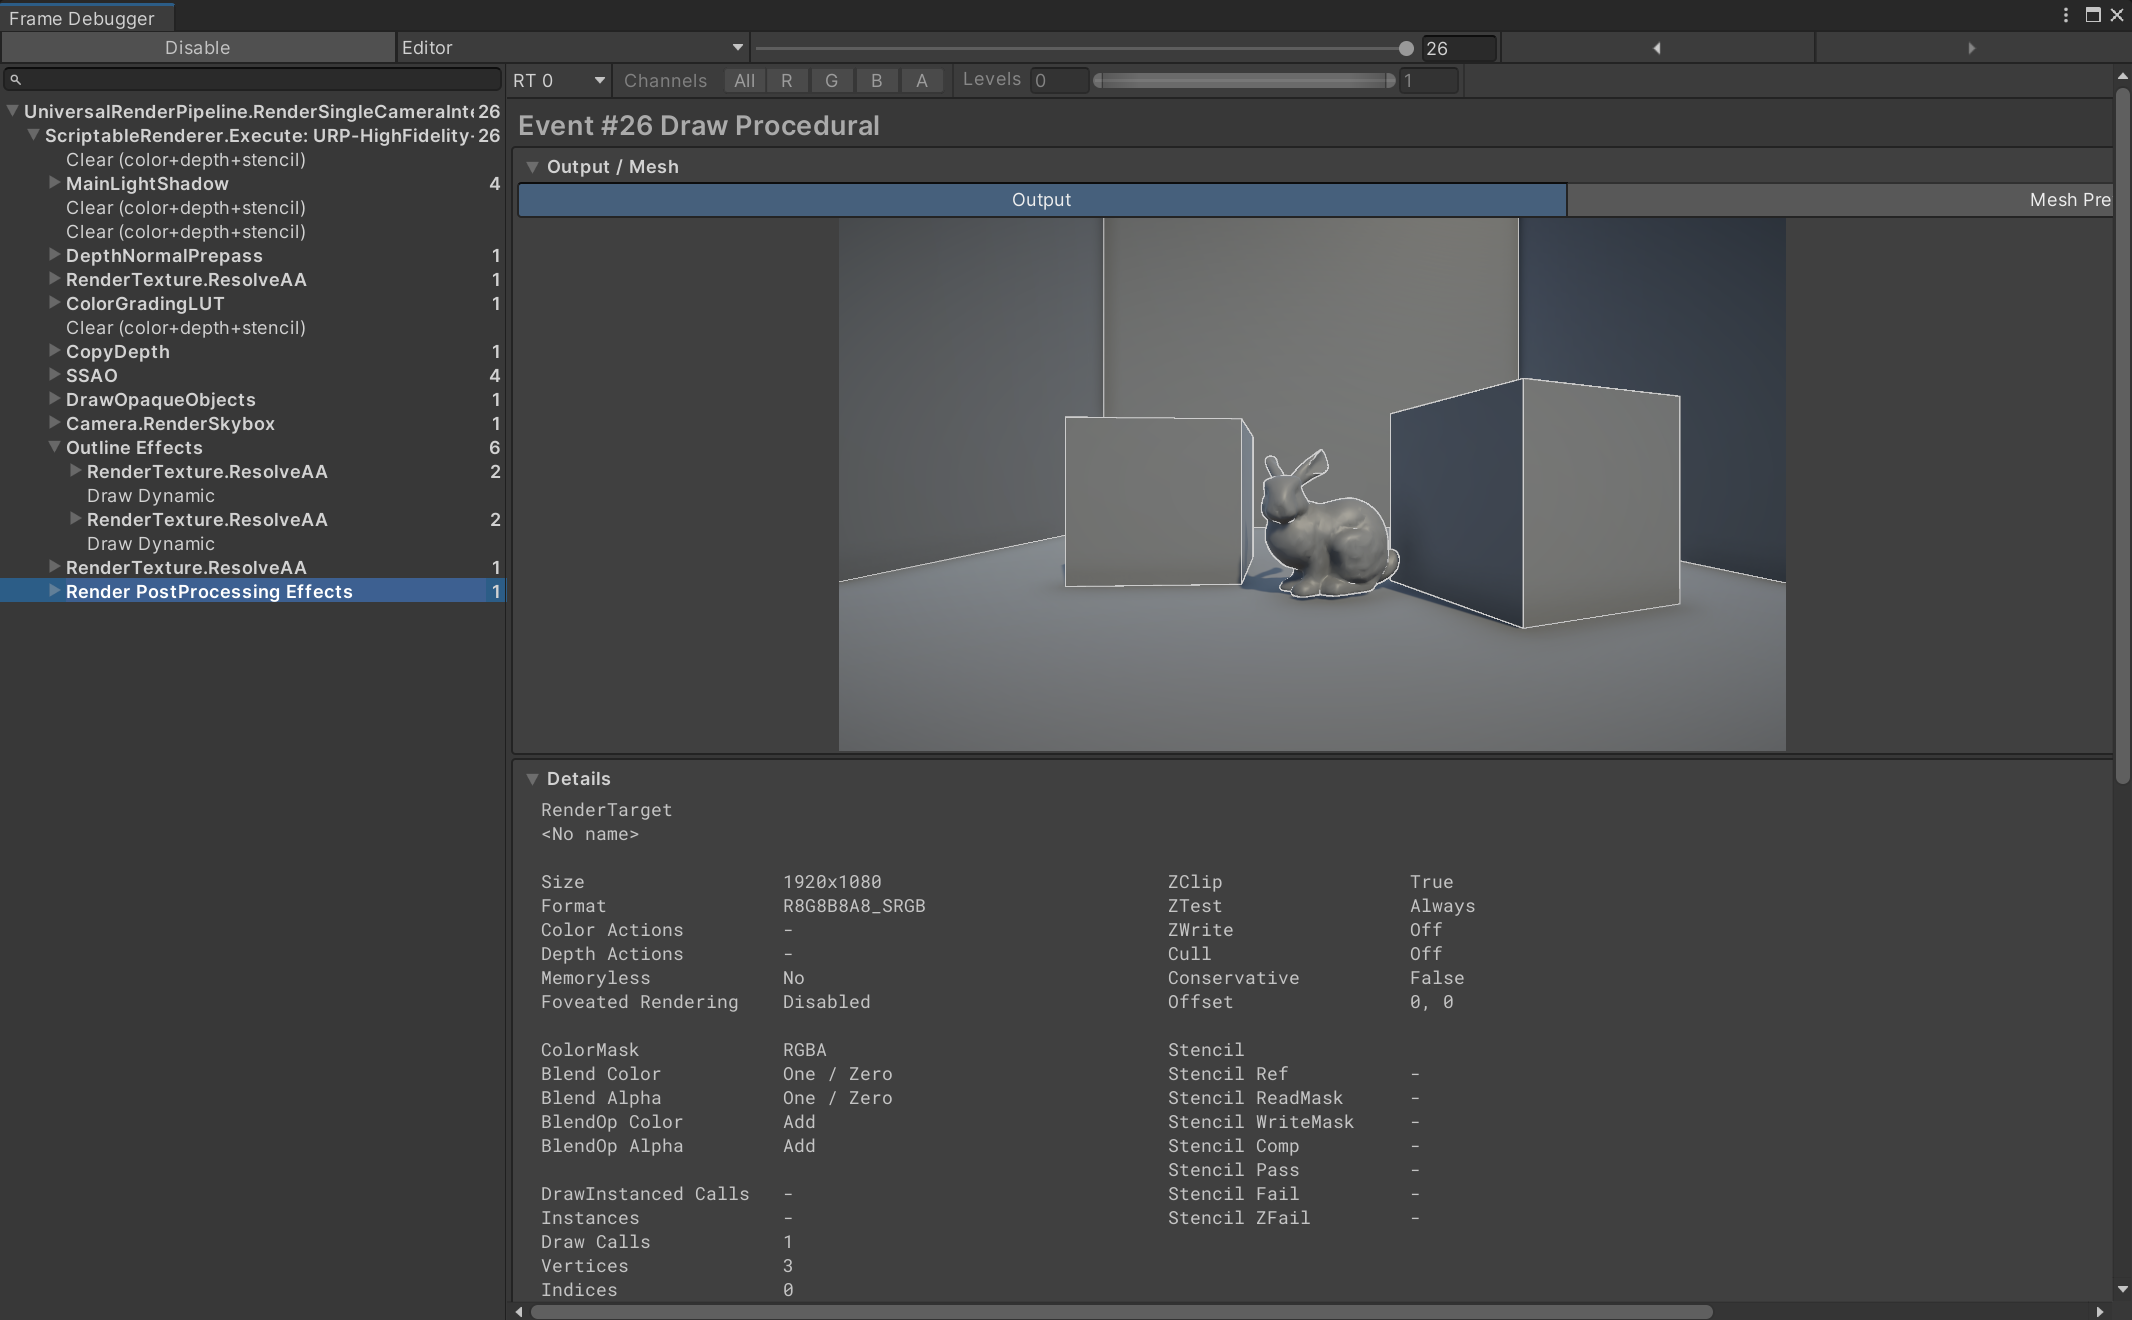 Frame Debugger
Disable
Editor
26
RT 0
Channels
All
R
G
B
A
Levels
0
1
UniversalRenderPipeline.RenderSingleCameraInt 26
ScriptableRenderer.Execute: URP-HighFidelity- 26
Clear (color+depth+stencil)
MainLightShadow 4
Clear (color+depth+stencil)
Clear (color+depth+stencil)
DepthNormalPrepass 1
RenderTexture.ResolveAA 1
ColorGradingLUT 1
Clear (color+depth+stencil)
CopyDepth 1
SSAO 4
DrawOpaqueObjects 1
Camera.RenderSkybox 1
Outline Effects 6
RenderTexture.ResolveAA 2
Draw Dynamic
RenderTexture.ResolveAA 2
Draw Dynamic
RenderTexture.ResolveAA 1
Render PostProcessing Effects 1
Event #26 Draw Procedural
Output / Mesh
Output
Mesh Pre
Details
RenderTarget
<No name>
Size 1920x1080
Format R8G8B8A8_SRGB
Color Actions -
Depth Actions -
Memoryless No
Foveated Rendering Disabled
ColorMask RGBA
Blend Color One / Zero
Blend Alpha One / Zero
BlendOp Color Add
BlendOp Alpha Add
DrawInstanced Calls -
Instances -
Draw Calls 1
Vertices 3
Indices 0
ZClip True
ZTest Always
ZWrite Off
Cull Off
Conservative False
Offset 0, 0
Stencil
Stencil Ref -
Stencil ReadMask -
Stencil WriteMask -
Stencil Comp -
Stencil Pass -
Stencil Fail -
Stencil ZFail -